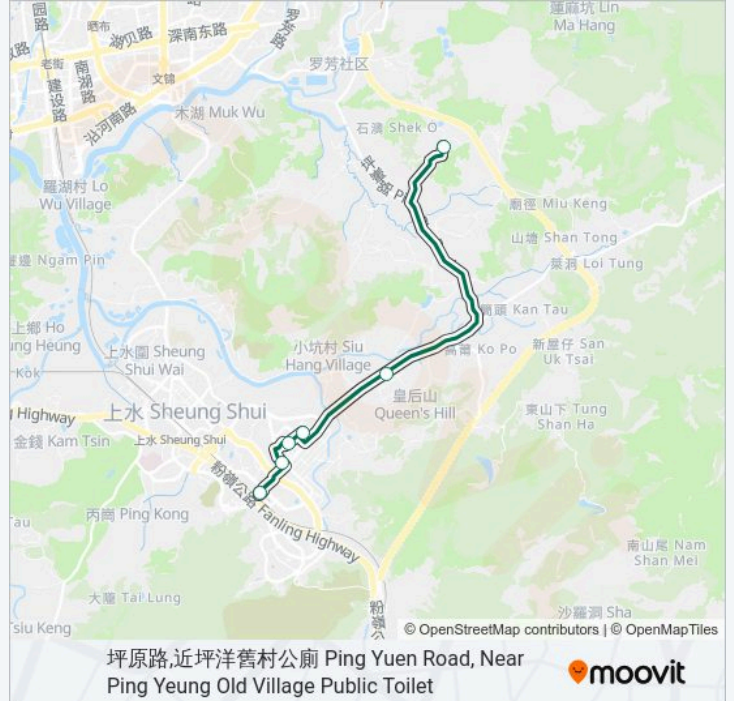 园路
晒布
湖贝路
深南东路
罗芳路
蓮麻坑 Lin
Ma Hang
老街
文锦
罗芳社区
南湖路
建设路
沿河南路
木湖 Muk Wu
石澳 Shek O
羅湖村 Lo
Wu Village
廟徑 Miu Keng
山塘 Shan Tong
萊洞 Loi Tung
Ngam Pin
上鄉 Ho
ung Heung
上水圍 Sheung
Shui Wai
小坑村 Siu
Hang Village
Kan Tau
高莆 Ko Po
新屋仔 San
Uk Tsai
Kok
皇后山
Queen's Hill
Highway
上水 Sheung Shui
東山下 Tung
Shan Ha
金錢 Kam Tsin
上水 Sheung Shui
粉嶺公路 Fanling Highway
丙崗 Ping Kong
Tau
南山尾 Nam
Shan Mei
大隴 Tai Lung
粉嶺公
沙羅洞 Sha
Tsiu Keng
© OpenStreetMap contributors | © OpenMapTiles
坪原路,近坪洋舊村公廁 Ping Yuen Road, Near
Ping Yeung Old Village Public Toilet
moovit